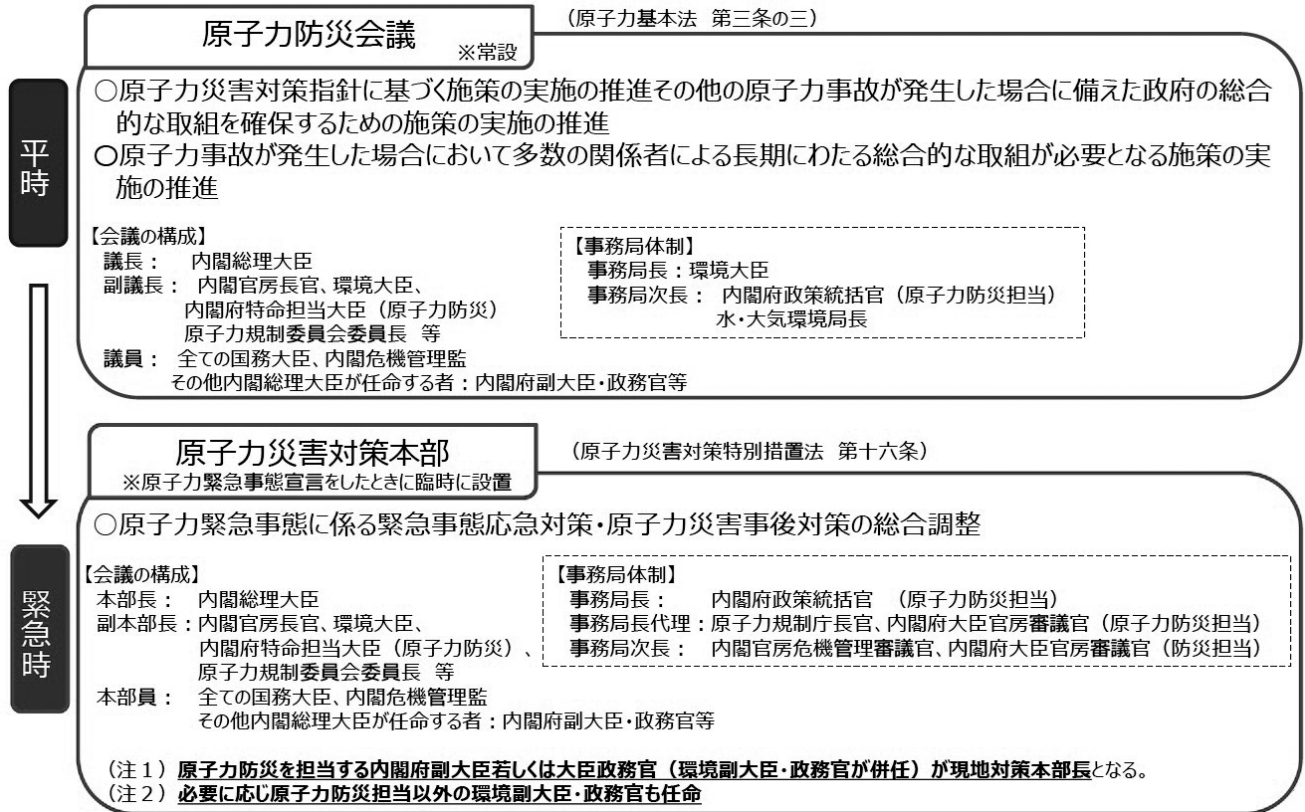 原子力防災会議
※常設
（原子力基本法 第三条の三）
平時
○原子力災害対策指針に基づく施策の実施の推進その他の原子力事故が発生した場合に備えた政府の総合
的な取組を確保するための施策の実施の推進
○原子力事故が発生した場合において多数の関係者による長期にわたる総合的な取組が必要となる施策の実
施の推進
【会議の構成】
議長： 内閣総理大臣
副議長： 内閣官房長官、環境大臣、
内閣府特命担当大臣（原子力防災）
原子力規制委員会委員長 等
議員： 全ての国務大臣、内閣危機管理監
その他内閣総理大臣が任命する者：内閣府副大臣・政務官等
【事務局体制】
事務局長：環境大臣
事務局次長： 内閣府政策統括官（原子力防災担当）
水・大気環境局長
原子力災害対策本部
※原子力緊急事態宣言をしたときに臨時に設置
（原子力災害対策特別措置法 第十六条）
緊急時
○原子力緊急事態に係る緊急事態応急対策・原子力災害事後対策の総合調整
【会議の構成】
本部長： 内閣総理大臣
副本部長：内閣官房長官、環境大臣、
内閣府特命担当大臣（原子力防災）、
原子力規制委員会委員長 等
本部員： 全ての国務大臣、内閣危機管理監
その他内閣総理大臣が任命する者：内閣府副大臣・政務官等
【事務局体制】
事務局長： 内閣府政策統括官 （原子力防災担当）
事務局長代理：原子力規制庁長官、内閣府大臣官房審議官（原子力防災担当）
事務局次長： 内閣官房危機管理審議官、内閣府大臣官房審議官（防災担当）
（注１）原子力防災を担当する内閣府副大臣若しくは大臣政務官（環境副大臣・政務官が併任）が現地対策本部長となる。
（注２）必要に応じ原子力防災担当以外の環境副大臣・政務官も任命